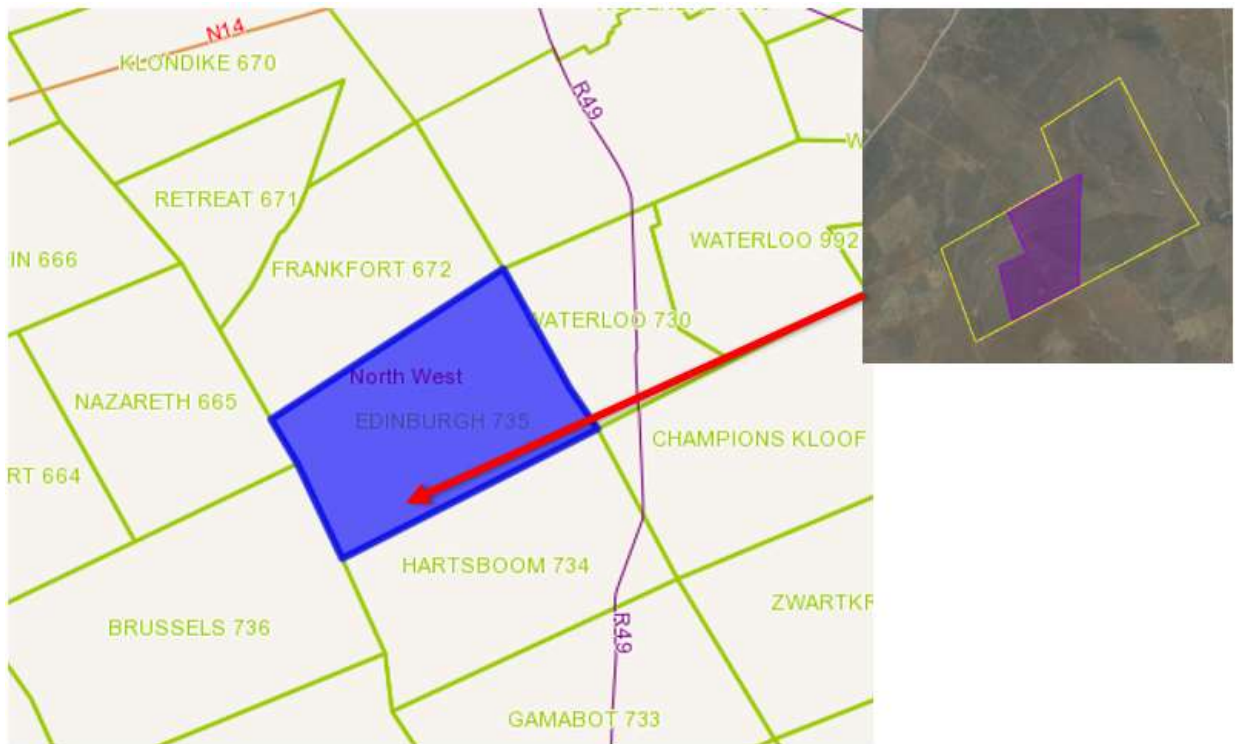 N14
KLONDIKE 670
R49
RETREAT 671
W
WATERLOO 992
IN 666
FRANKFORT 672
WATERLOO 730
North West
NAZARETH 665
EDINBURGH 735
CHAMPIONS KLOOF
RT 664
HARTSBOOM 734
ZWARTKR
BRUSSELS 736
R49
GAMABOT 733